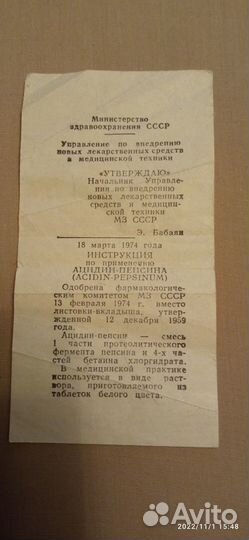 Министерство
здравоохранения СССР
Управление по внедрению
новых лекарственных средств
и медицинской техники
«УТВЕРЖДАЮ»
Начальник Управле-
ния по внедрению
новых лекарственных
средств и медицин-
ской техники
МЗ СССР
Э. Бабаян
18 марта 1974 года
ИНСТРУКЦИЯ
по применению
АЦИДИН-ПЕПСИНА
(ACIDIN-PEPSINUM)
Одобрена фармакологичес-
ким комитетом МЗ СССР
13 февраля 1974 г. вместо
листовки-вкладыша, утвер-
жденной 12 декабря 1959
года.
Ацидин-пепсин — смесь
1 части протеолитического
фермента пепсина и 4-х час-
тей бетаина хлоргидрата.
В медицинской практике
используется в виде раст-
вора, приготовляемого из
таблеток белого цвета.
Avito
2022/11/1 15:48